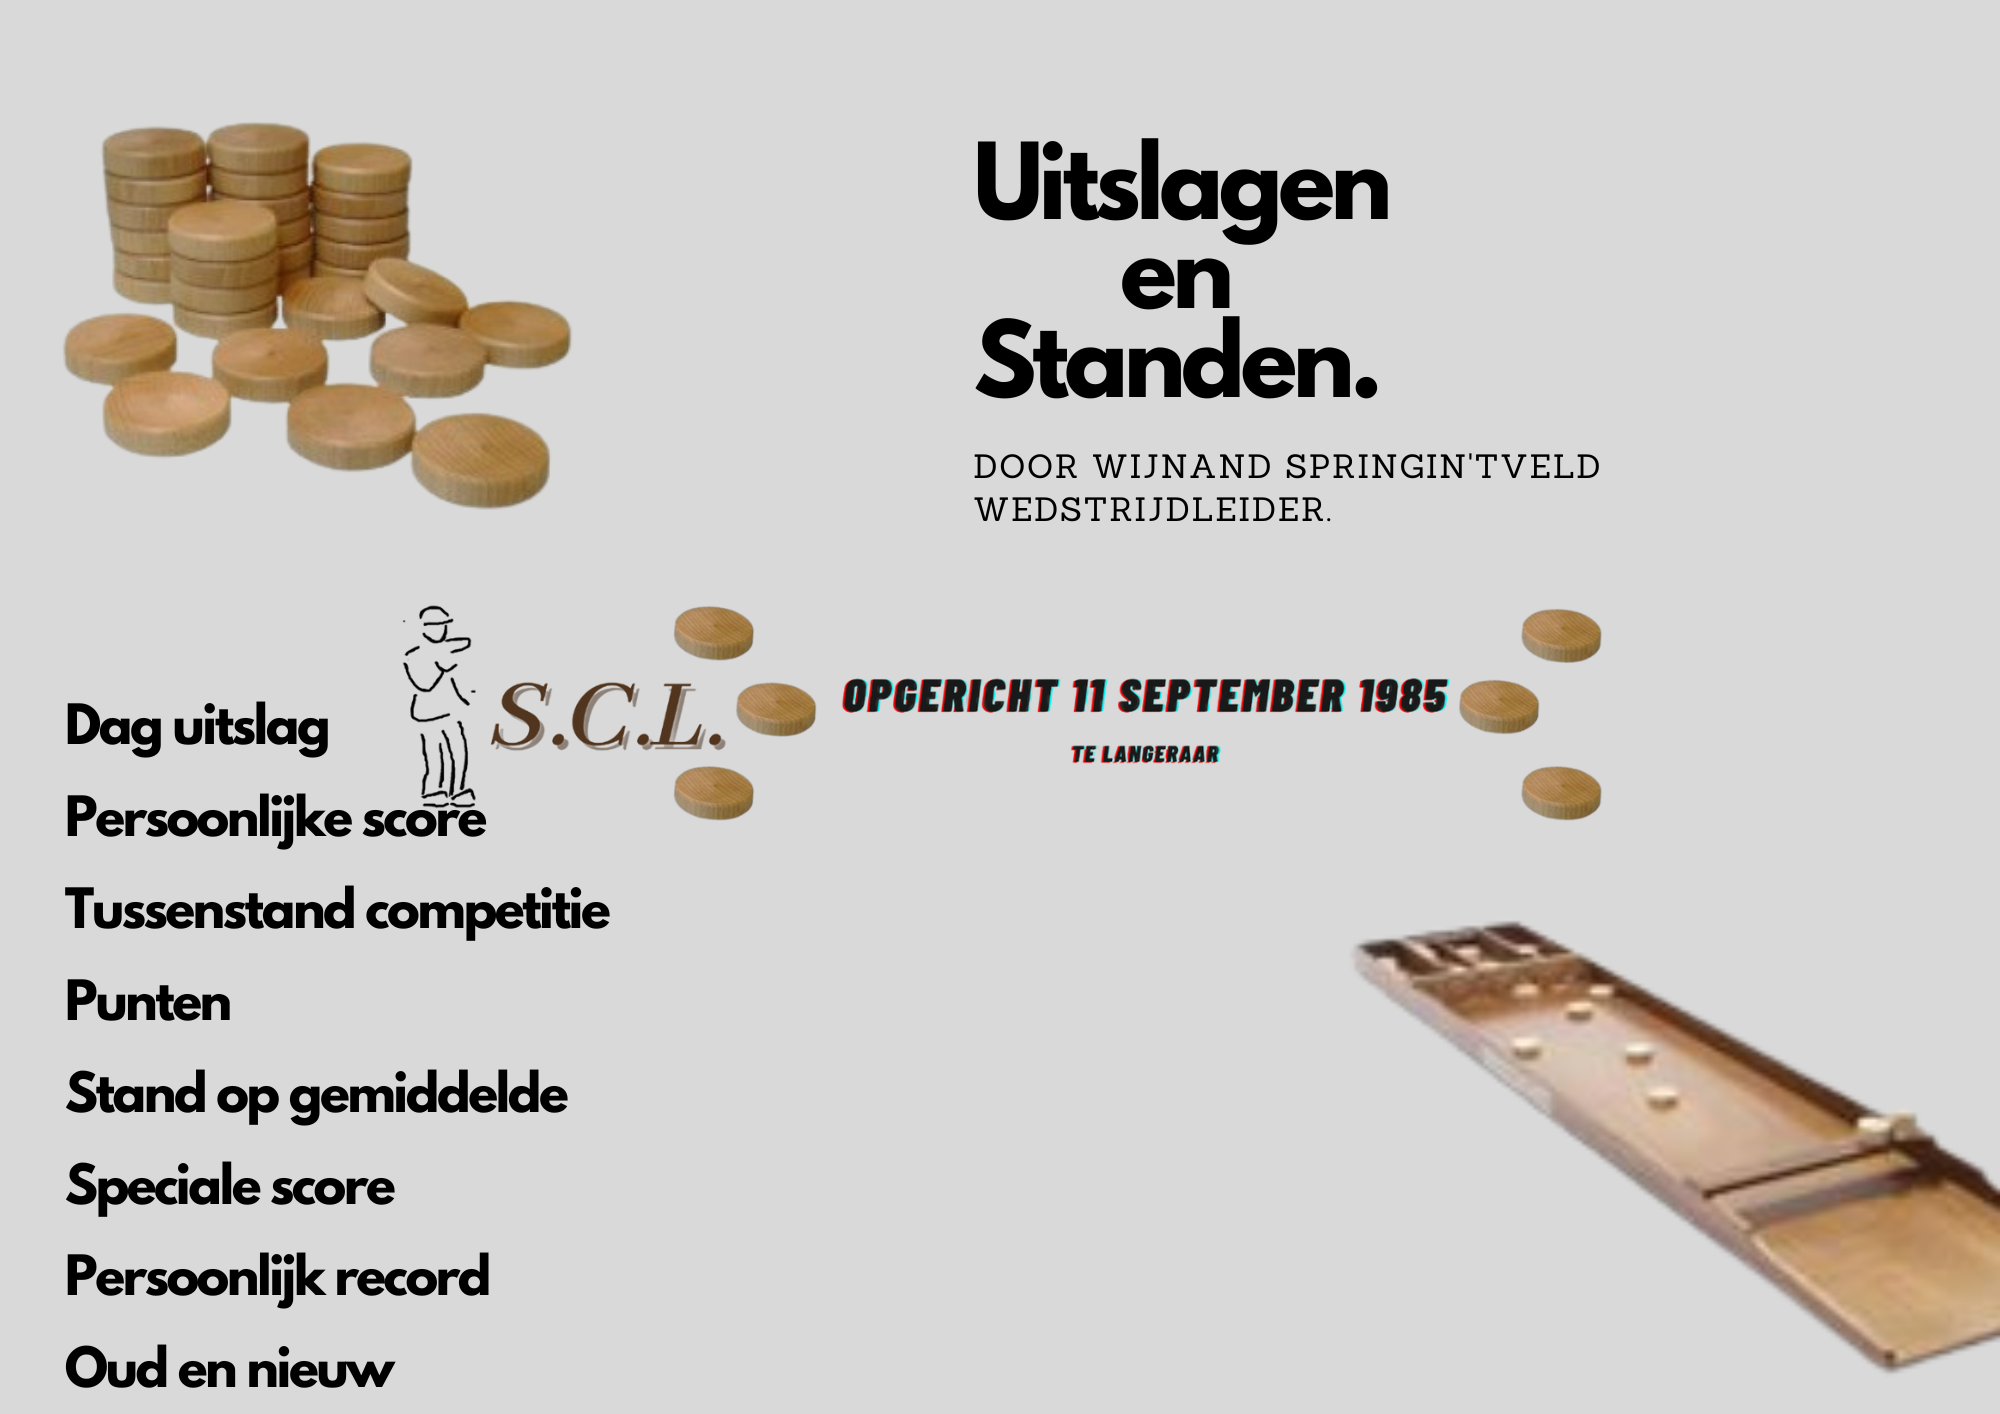 Uitslagen
en
Standen.
DOOR WIJNAND SPRINGIN'TVELD
WEDSTRIJDLEIDER.
S.C.L.
OPGERICHT 11 SEPTEMBER 1985
TE LANGERAAR
Dag uitslag
Persoonlijke score
Tussenstand competitie
Punten
Stand op gemiddelde
Speciale score
Persoonlijk record
Oud en nieuw